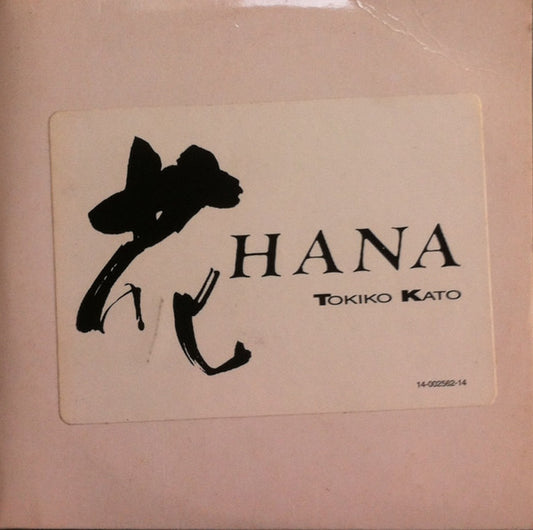 花
HANA
TOKIKO KATO
14-002562-14